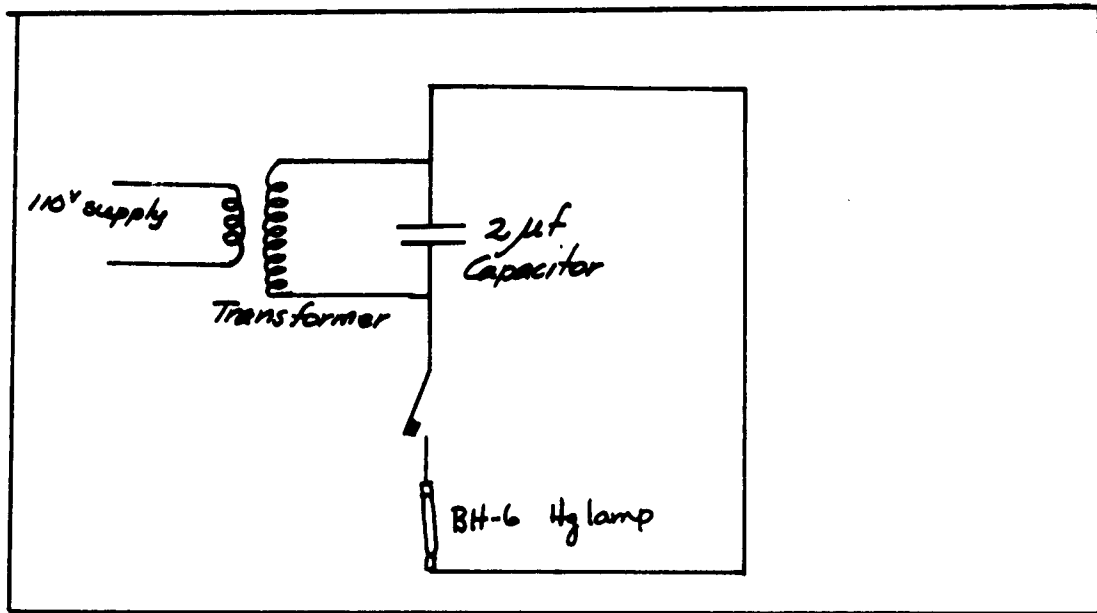 110v supply
2 µf
Capacitor
Transformer
BH-6 Hg lamp